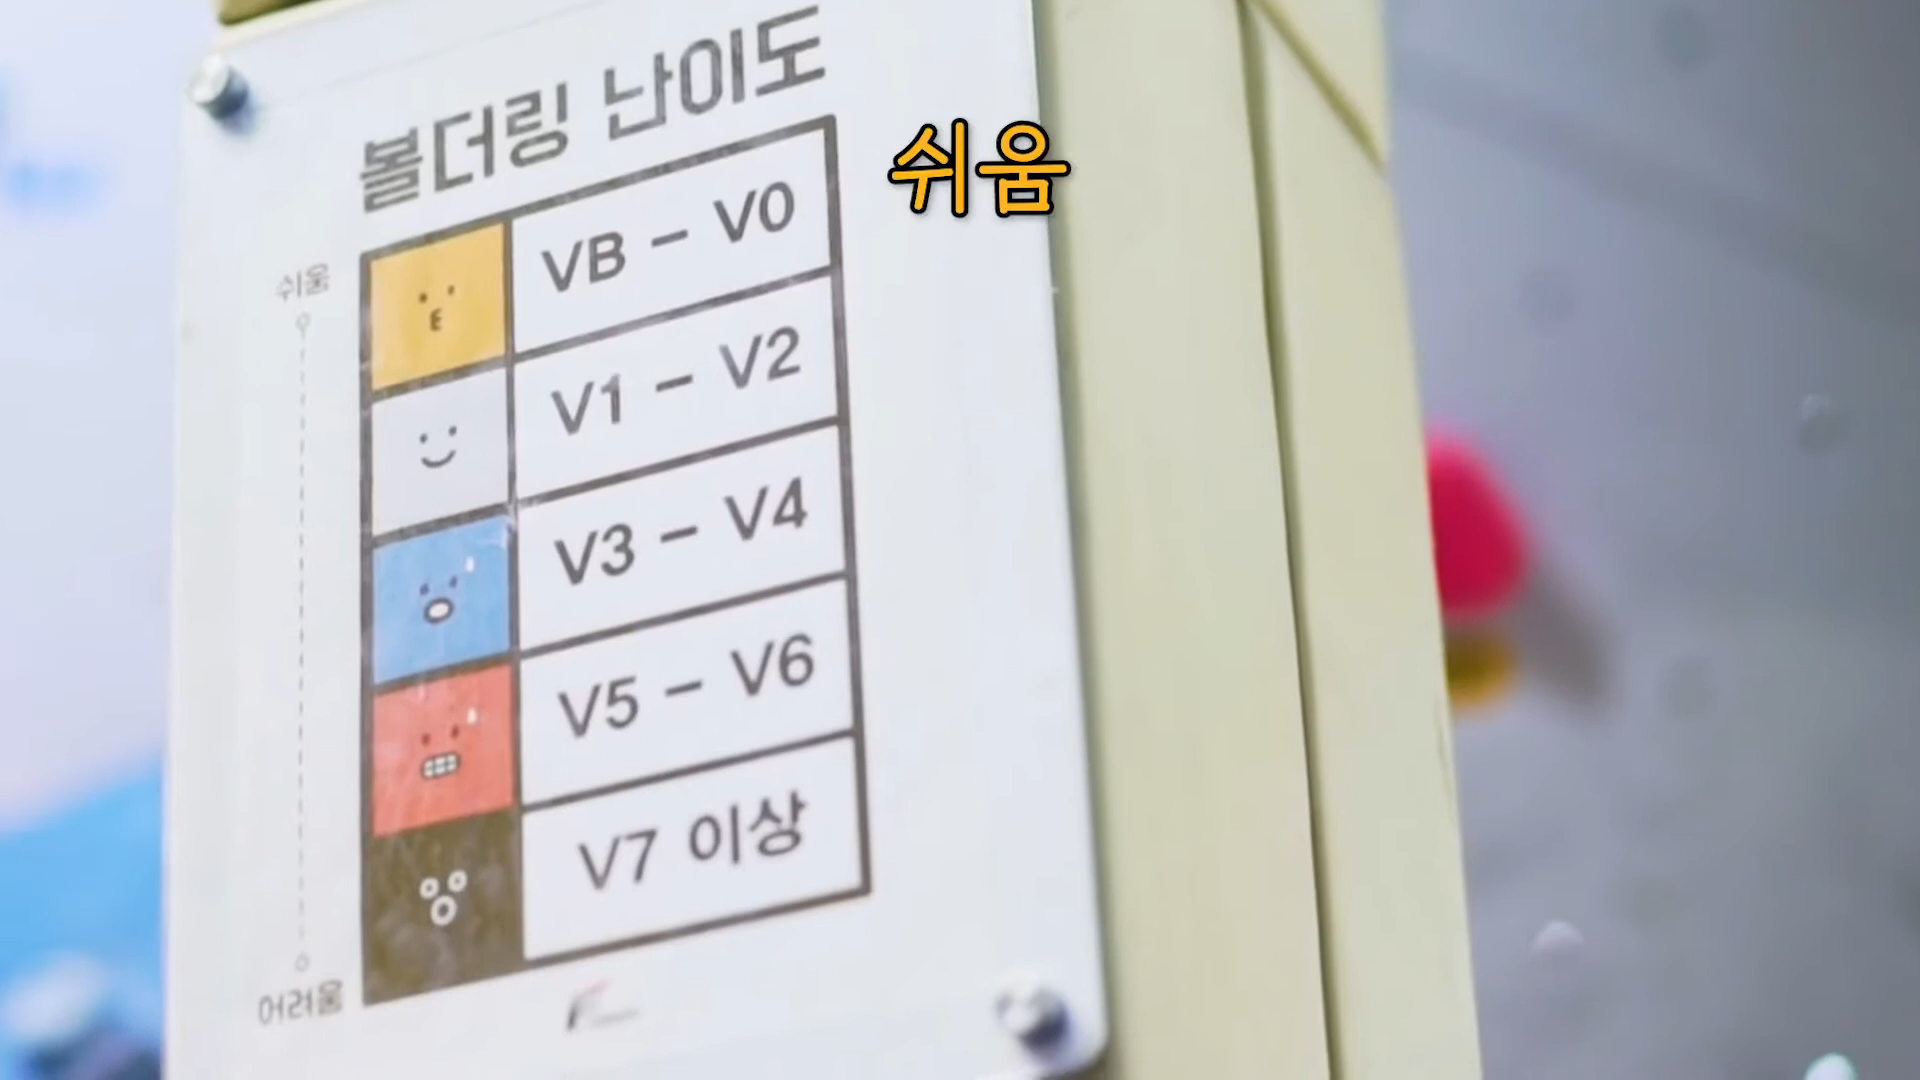 볼더링 난이도
쉬움
쉬움
VB - V0
V1 - V2
V3 - V4
V5 - V6
V7 이상
어려움